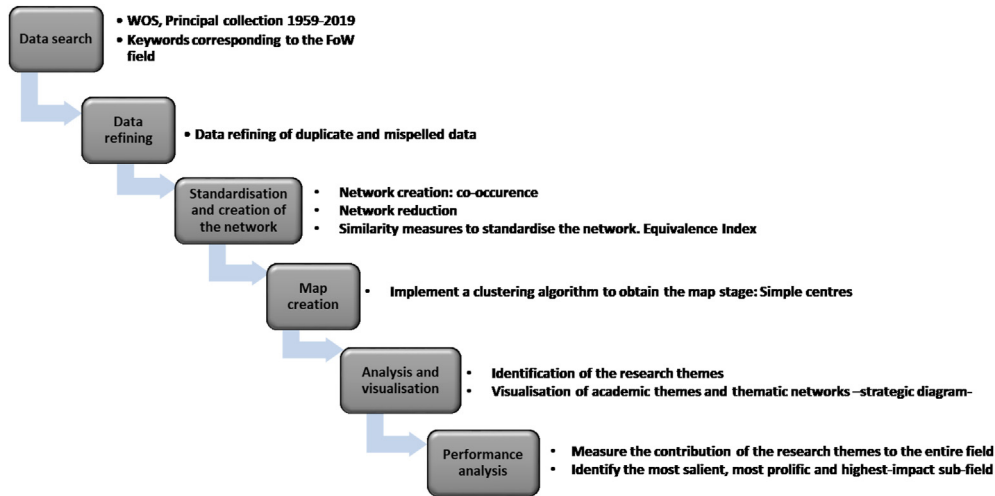 Data search
• WOS, Principal collection 1959-2019
• Keywords corresponding to the FoW
field
Data
refining
• Data refining of duplicate and mispelled data
Standardisation
and creation of
the network
• Network creation: co-occurence
• Network reduction
• Similarity measures to standardise the network. Equivalence Index
Map
creation
• Implement a clustering algorithm to obtain the map stage: Simple centres
Analysis and
visualisation
• Identification of the research themes
• Visualisation of academic themes and thematic networks –strategic diagram-
Performance
analysis
• Measure the contribution of the research themes to the entire field
• Identify the most salient, most prolific and highest-impact sub-field